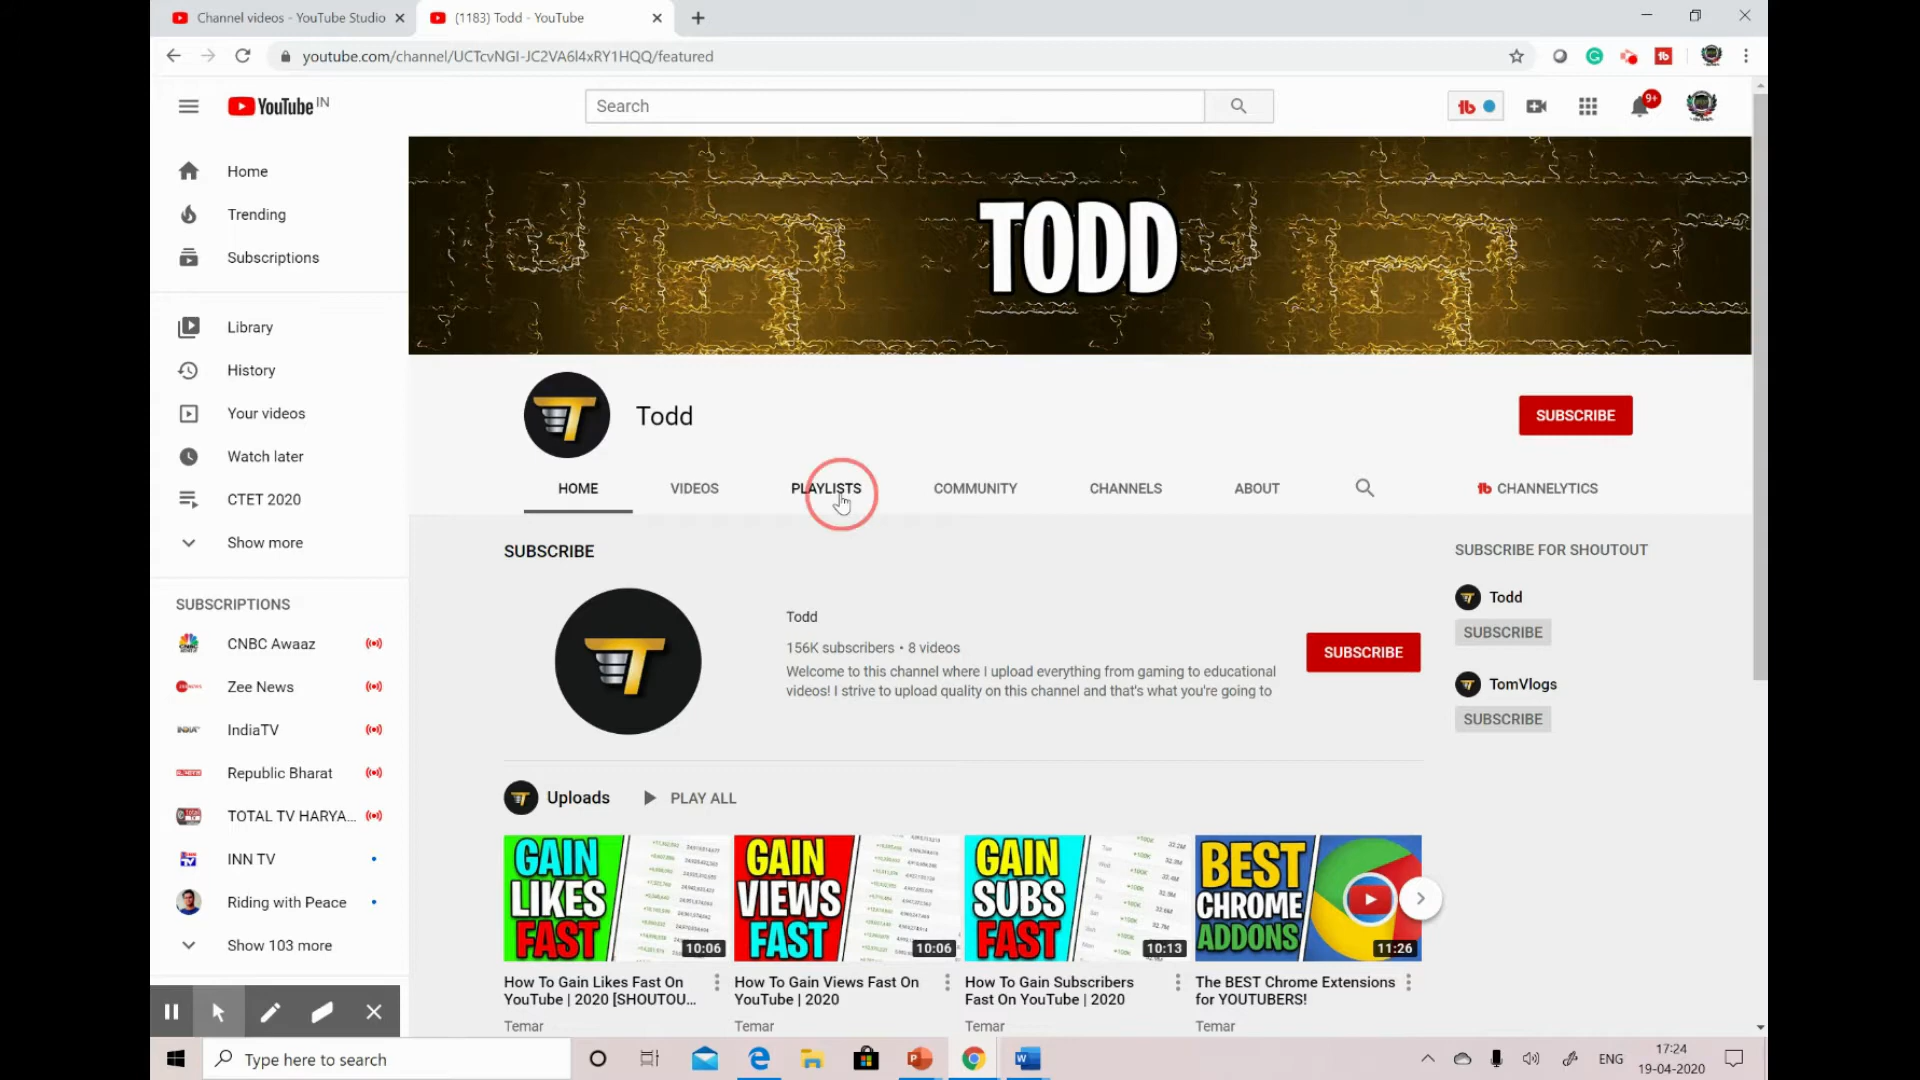 Channel videos - YouTube Studio
(1183) Todd - YouTube
youtube.com/channel/UCTcvNGI-JC2VA6l4xRY1HQQ/featured
YouTube IN
Search
9+
Home
Trending
Subscriptions
Library
History
Your videos
Watch later
CTET 2020
Show more
SUBSCRIPTIONS
CNBC Awaaz
Zee News
IndiaTV
Republic Bharat
TOTAL TV HARYA...
INN TV
Riding with Peace
Show 103 more
TODD
Todd
SUBSCRIBE
HOME VIDEOS PLAYLISTS COMMUNITY CHANNELS ABOUT CHANNELYTICS
SUBSCRIBE
Todd
156K subscribers • 8 videos
Welcome to this channel where I upload everything from gaming to educational
videos! I strive to upload quality on this channel and that's what you're going to
SUBSCRIBE
SUBSCRIBE FOR SHOUTOUT
Todd
SUBSCRIBE
TomVlogs
SUBSCRIBE
Uploads PLAY ALL
GAIN
LIKES
FAST
10:06
How To Gain Likes Fast On
YouTube | 2020 [SHOUTOU...
Temar
GAIN
VIEWS
FAST
10:06
How To Gain Views Fast On
YouTube | 2020
Temar
GAIN
SUBS
FAST
10:13
How To Gain Subscribers
Fast On YouTube | 2020
Temar
BEST
CHROME
ADDONS
11:26
The BEST Chrome Extensions
for YOUTUBERS!
Temar
Type here to search
ENG
17:24
19-04-2020